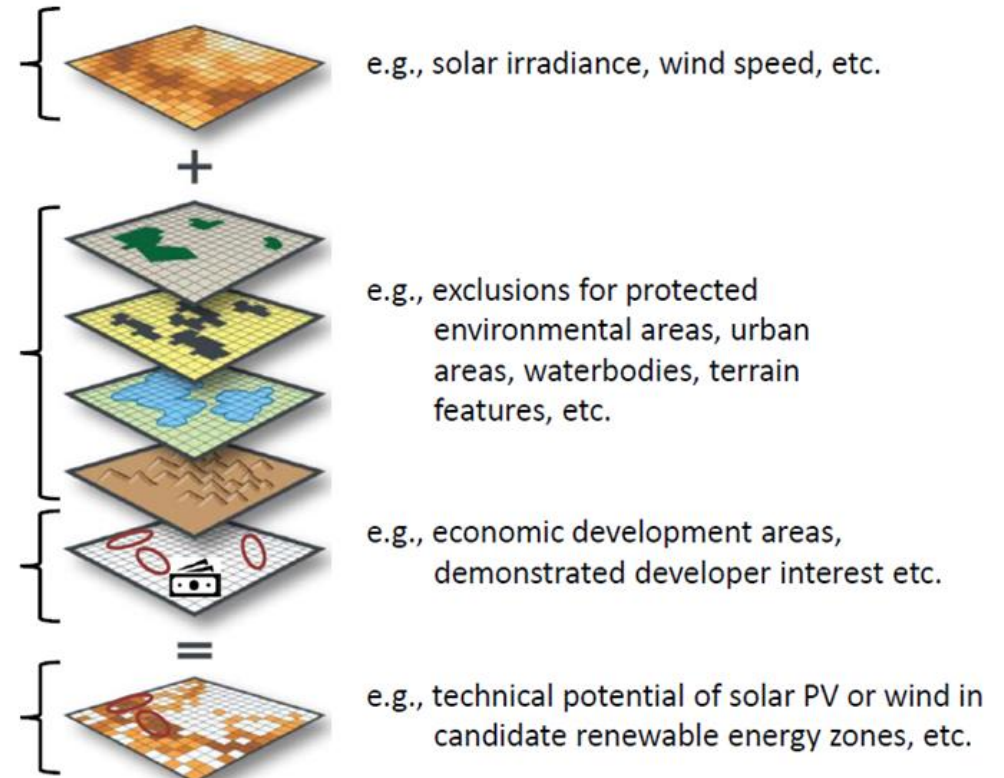 e.g., solar irradiance, wind speed, etc.
+
e.g., exclusions for protected
environmental areas, urban
areas, waterbodies, terrain
features, etc.
e.g., economic development areas,
demonstrated developer interest etc.
=
e.g., technical potential of solar PV or wind in
candidate renewable energy zones, etc.